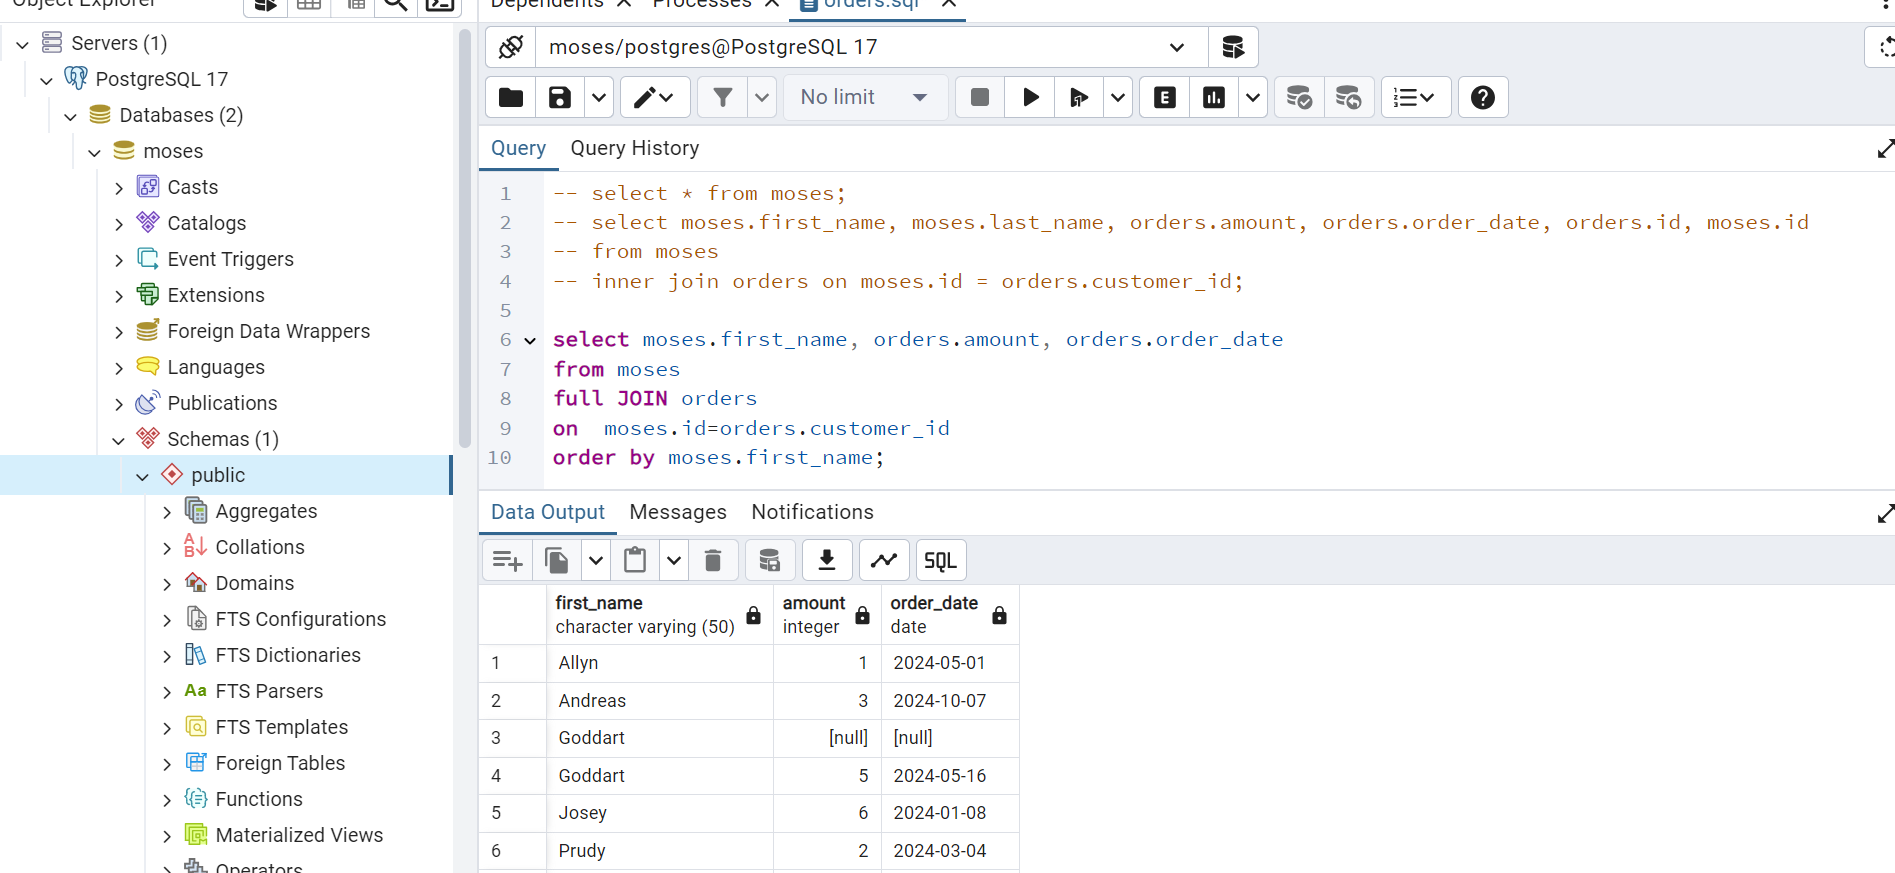 Object Explorer
Servers (1)
PostgreSQL 17
Databases (2)
moses
Casts
Catalogs
Event Triggers
Extensions
Foreign Data Wrappers
Languages
Publications
Schemas (1)
public
Aggregates
Collations
Domains
FTS Configurations
FTS Dictionaries
Aa FTS Parsers
FTS Templates
Foreign Tables
Functions
Materialized Views
Operators
Dependents Processes orders.sql
moses/postgres@PostgreSQL 17
No limit
E
Query Query History
1 -- select * from moses;
2 -- select moses.first_name, moses.last_name, orders.amount, orders.order_date, orders.id, moses.id
3 -- from moses
4 -- inner join orders on moses.id = orders.customer_id;
5
6 select moses.first_name, orders.amount, orders.order_date
7 from moses
8 full JOIN orders
9 on  moses.id=orders.customer_id
10 order by moses.first_name;
Data Output Messages Notifications
SQL
first_name amount order_date
character varying (50) integer date
1 Allyn 1 2024-05-01
2 Andreas 3 2024-10-07
3 Goddart [null] [null]
4 Goddart 5 2024-05-16
5 Josey 6 2024-01-08
6 Prudy 2 2024-03-04